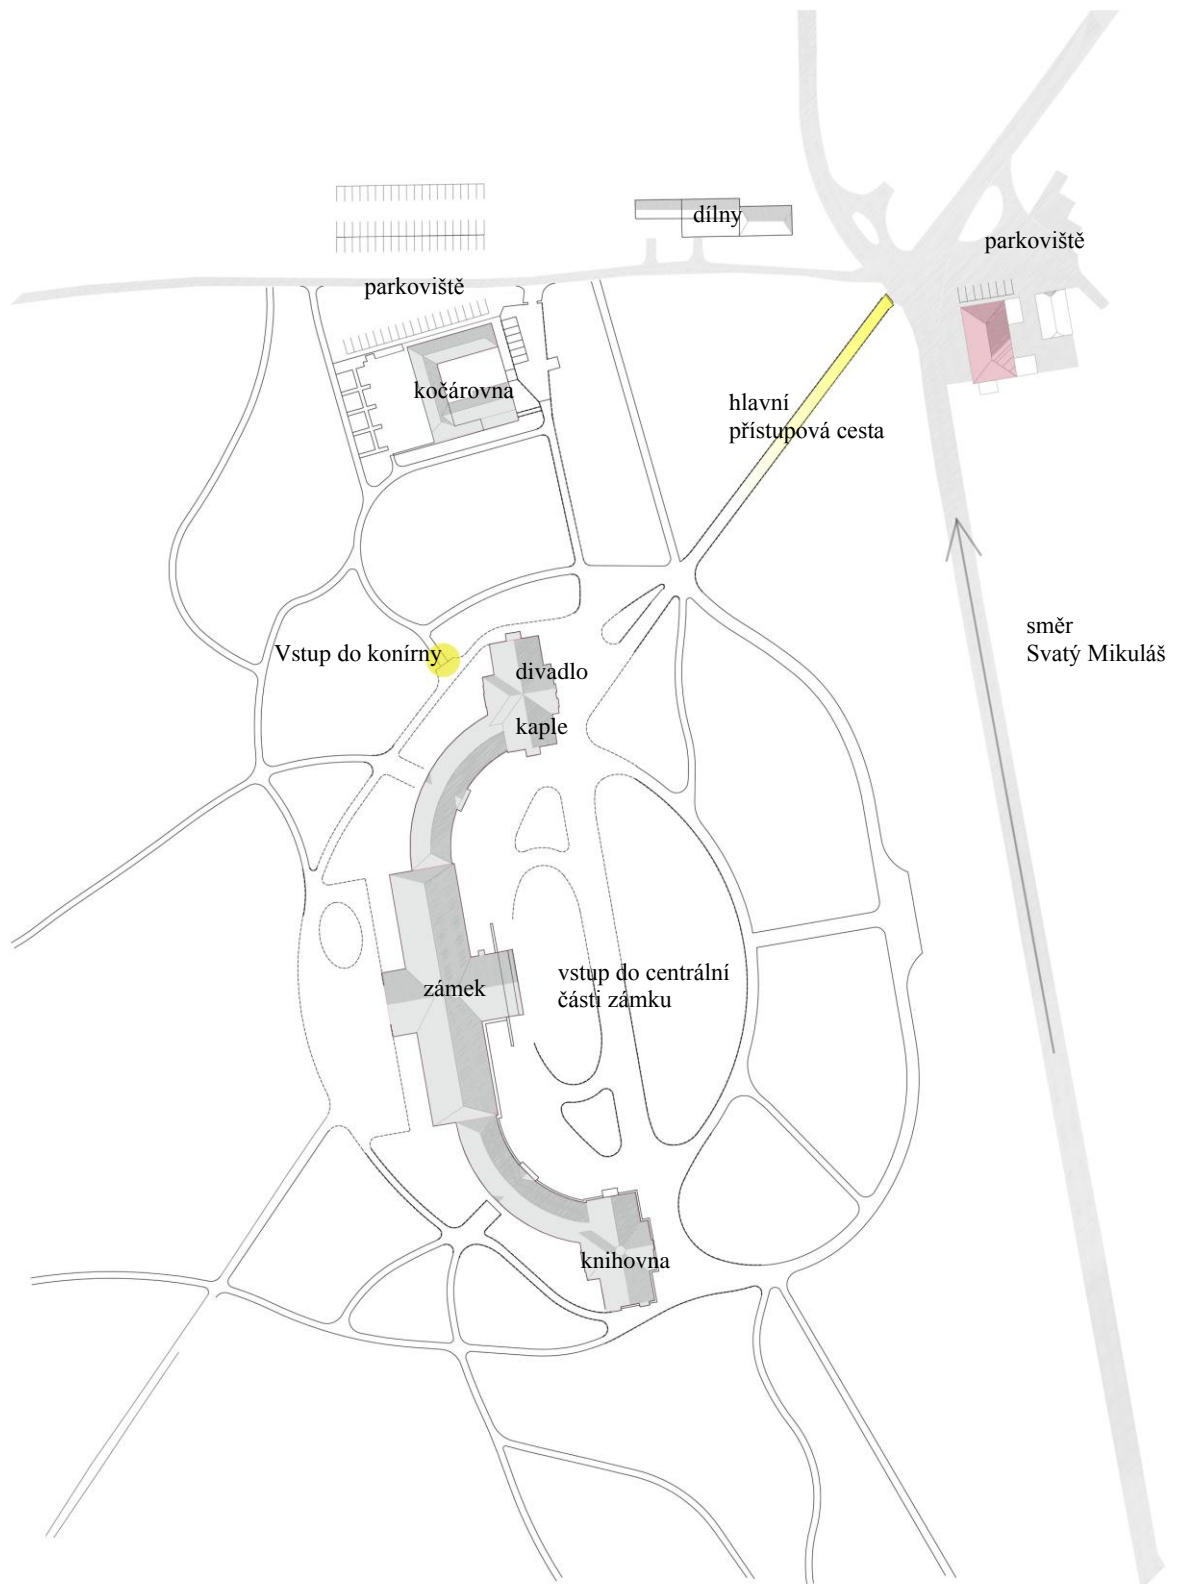 dílny
parkoviště
parkoviště
kočárovna
hlavní
přístupová cesta
směr
Svatý Mikuláš
Vstup do konírny
divadlo
kaple
vstup do centrální
části zámku
zámek
knihovna